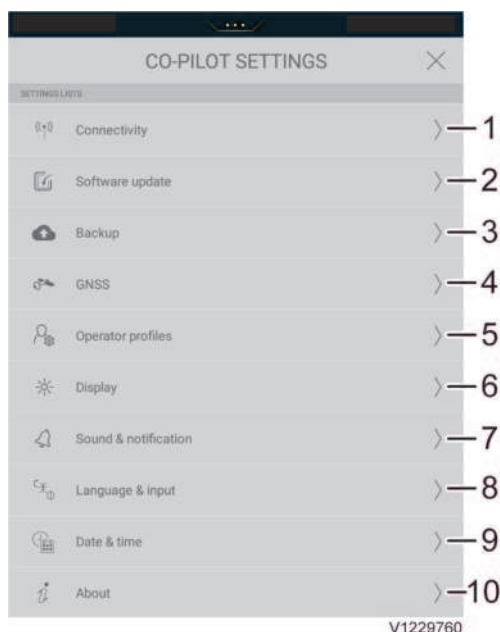 CO-PILOT SETTINGS
SETTINGS LISTS
Connectivity 1
Software update 2
Backup 3
GNSS 4
Operator profiles 5
Display 6
Sound & notification 7
Language & input 8
Date & time 9
About 10
V1229760